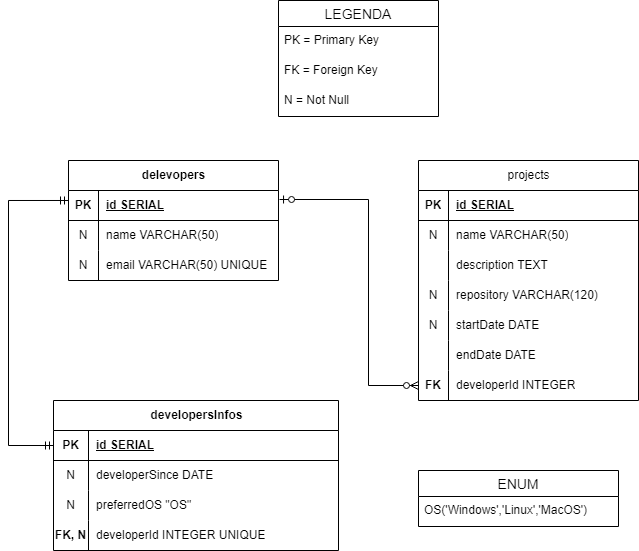 LEGENDA
PK = Primary Key
FK = Foreign Key
N = Not Null
delevopers
PK id SERIAL
N name VARCHAR(50)
N email VARCHAR(50) UNIQUE
projects
PK id SERIAL
N name VARCHAR(50)
description TEXT
N repository VARCHAR(120)
N startDate DATE
endDate DATE
FK developerId INTEGER
developersInfos
PK id SERIAL
N developerSince DATE
N preferredOS "OS"
FK, N developerId INTEGER UNIQUE
ENUM
OS('Windows','Linux','MacOS')